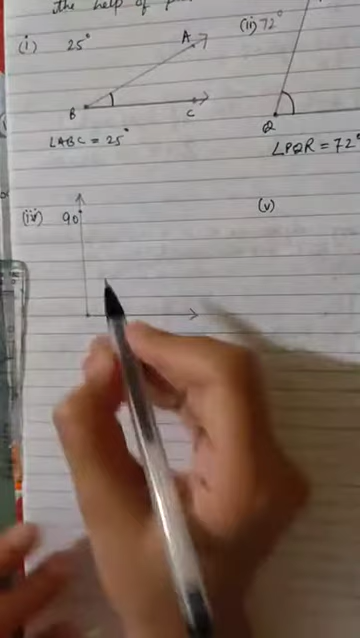 the help of
(i) 25° A (ii) 72°
B C Q
∠ABC = 25° ∠PQR = 72°
(iv) 90 (v)